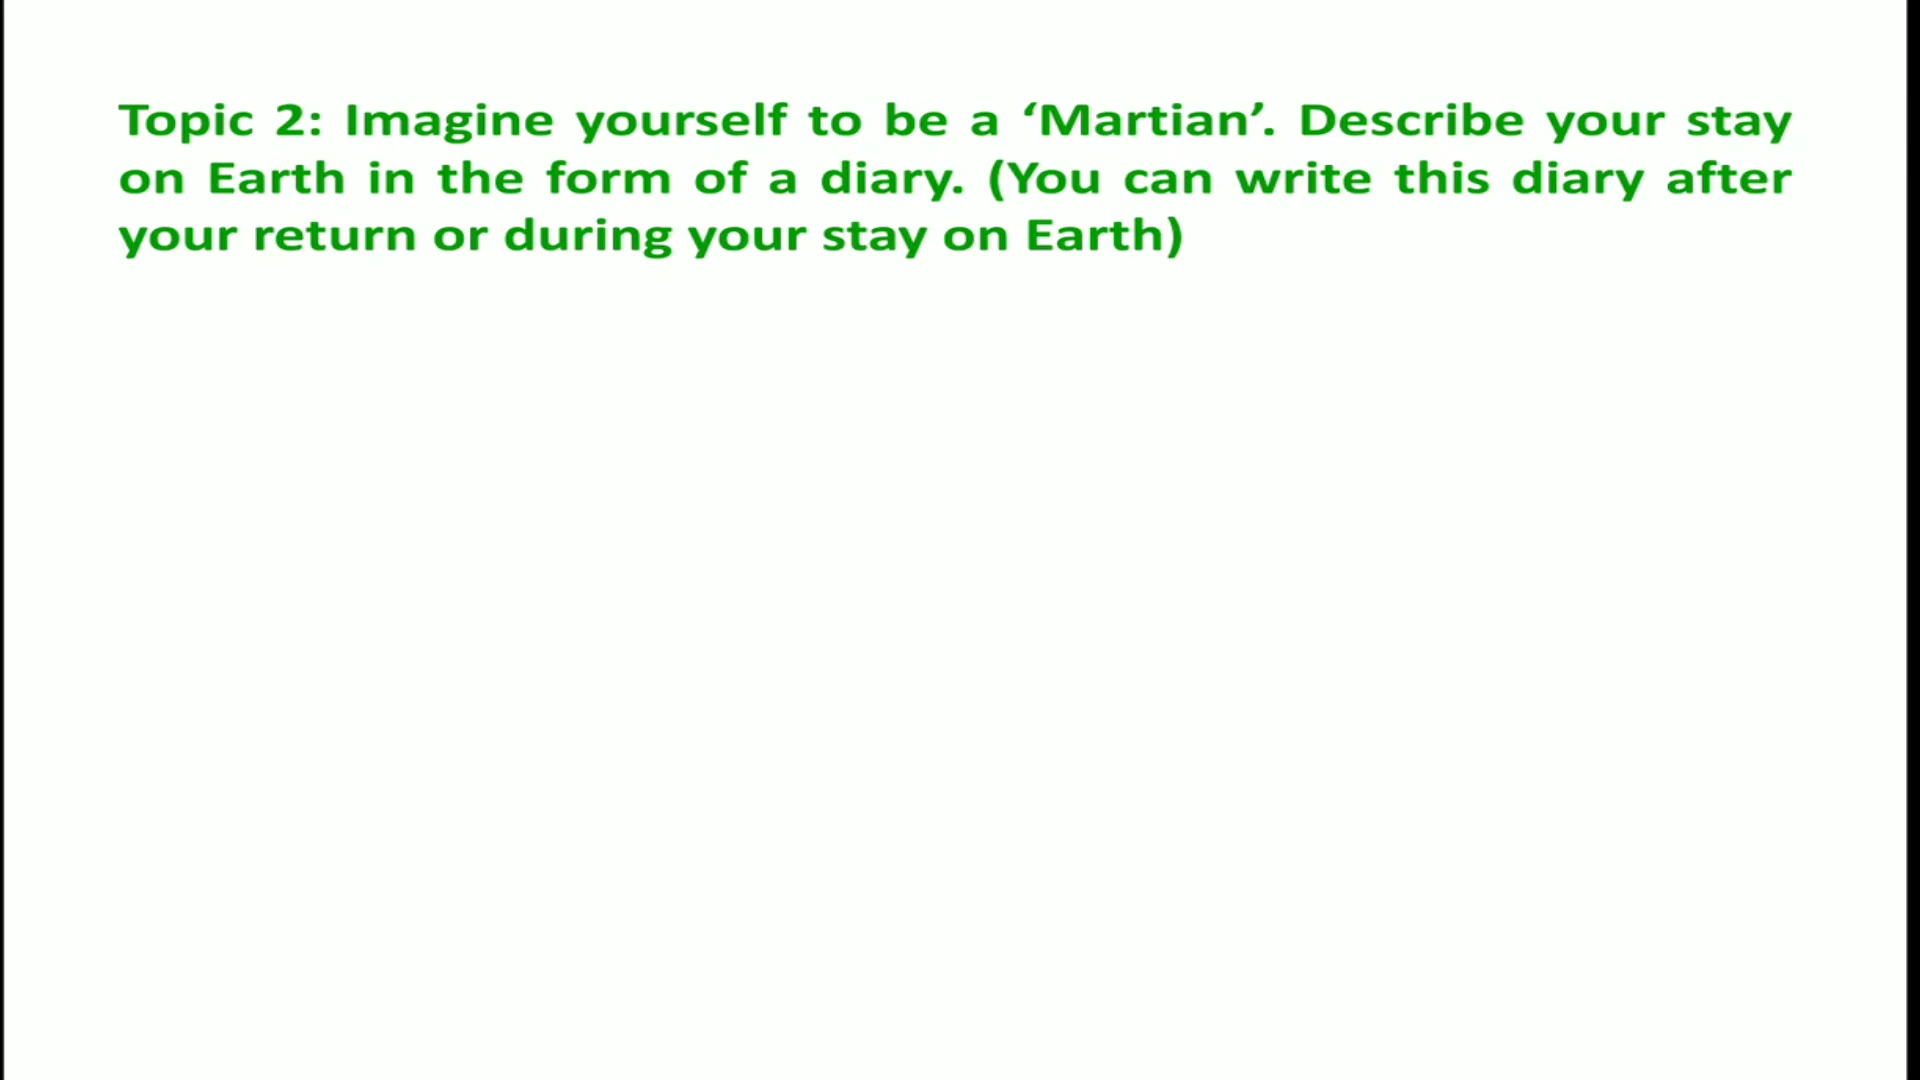 Topic 2: Imagine yourself to be a ‘Martian’. Describe your stay
on Earth in the form of a diary. (You can write this diary after
your return or during your stay on Earth)